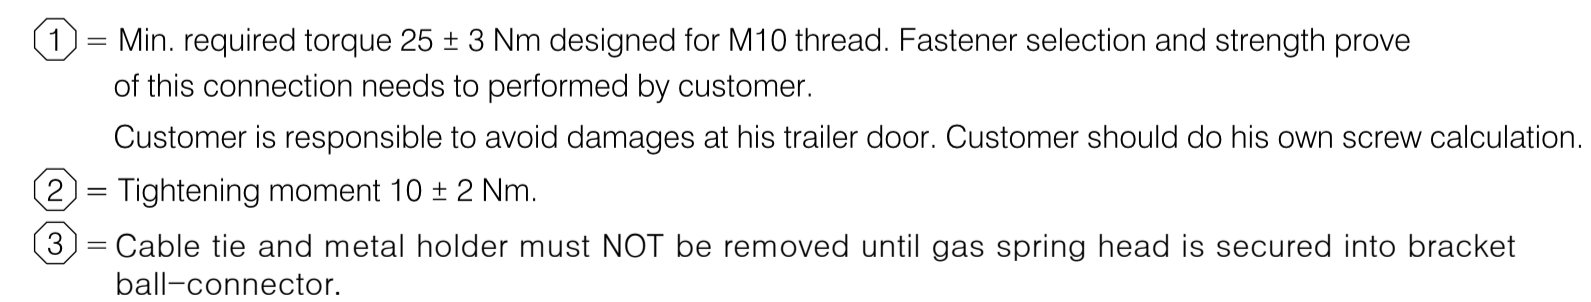 1 = Min. required torque 25 ± 3 Nm designed for M10 thread. Fastener selection and strength prove
of this connection needs to performed by customer.
Customer is responsible to avoid damages at his trailer door. Customer should do his own screw calculation.
2 = Tightening moment 10 ± 2 Nm.
3 = Cable tie and metal holder must NOT be removed until gas spring head is secured into bracket
ball-connector.